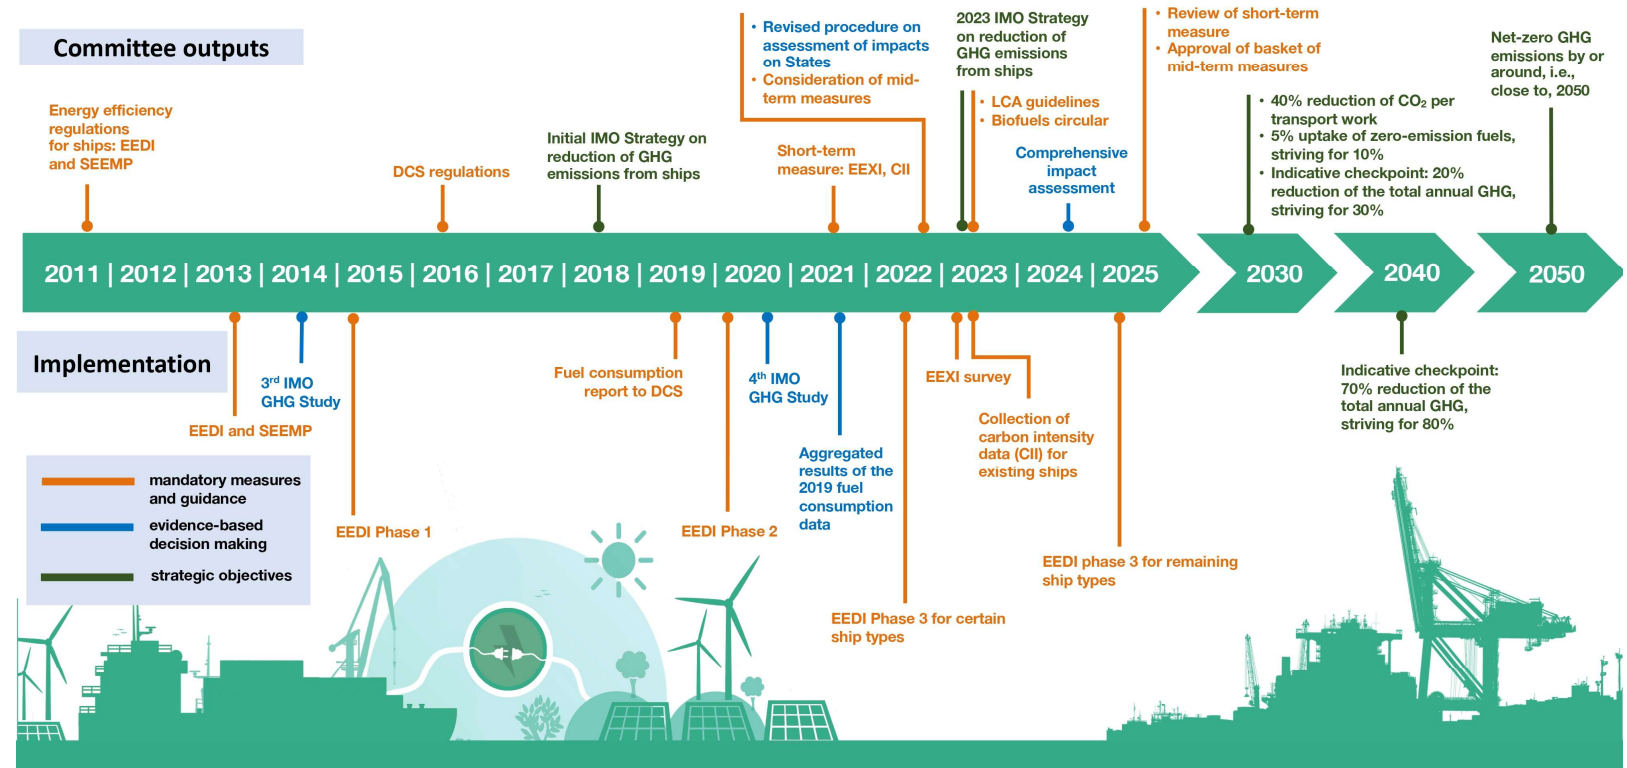 Committee outputs
Energy efficiency
regulations
for ships: EEDI
and SEEMP
DCS regulations
Initial IMO Strategy on
reduction of GHG
emissions from ships
• Revised procedure on
assessment of impacts
on States
• Consideration of mid-
term measures
Short-term
measure: EEXI, CII
2023 IMO Strategy
on reduction of
GHG emissions
from ships
• LCA guidelines
• Biofuels circular
Comprehensive
impact
assessment
• Review of short-term
measure
• Approval of basket of
mid-term measures
• 40% reduction of CO₂ per
transport work
• 5% uptake of zero-emission fuels,
striving for 10%
• Indicative checkpoint: 20%
reduction of the total annual GHG,
striving for 30%
Net-zero GHG
emissions by or
around, i.e.,
close to, 2050
2011 | 2012 | 2013 | 2014 | 2015 | 2016 | 2017 | 2018 | 2019 | 2020 | 2021 | 2022 | 2023 | 2024 | 2025
2030
2040
2050
Implementation
EEDI and SEEMP
3rd IMO
GHG Study
EEDI Phase 1
Fuel consumption
report to DCS
EEDI Phase 2
4th IMO
GHG Study
Aggregated
results of the
2019 fuel
consumption
data
EEDI Phase 3 for certain
ship types
EEXI survey
Collection of
carbon intensity
data (CII) for
existing ships
EEDI phase 3 for remaining
ship types
Indicative checkpoint:
70% reduction of the
total annual GHG,
striving for 80%
mandatory measures
and guidance
evidence-based
decision making
strategic objectives